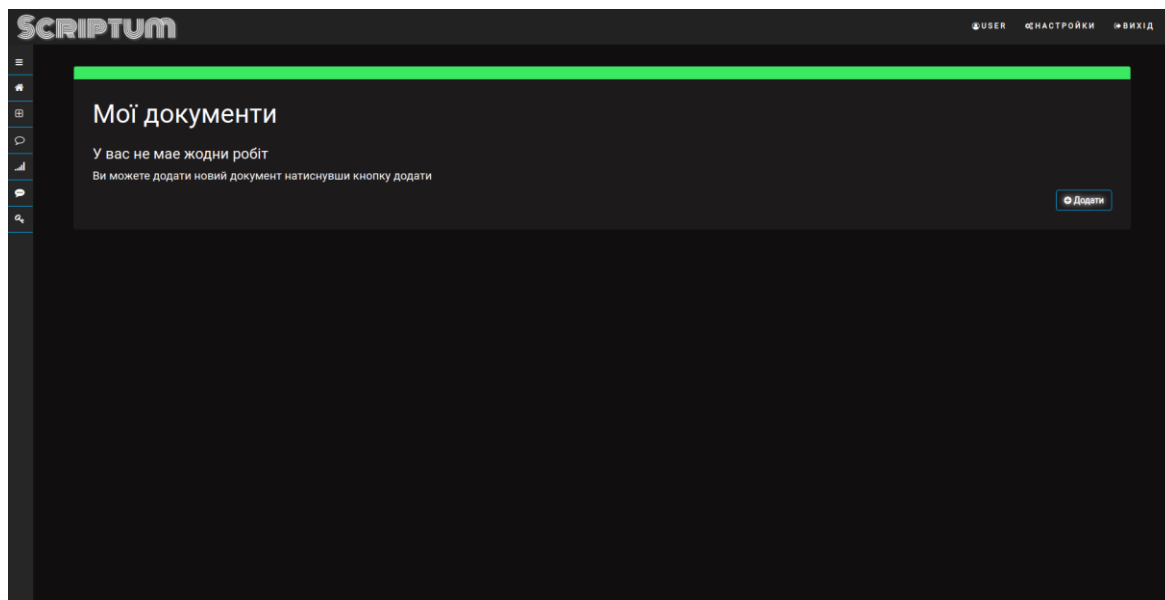 Scriptum
USER НАСТРОЙКИ ВИХІД
Мої документи
У вас не має жодни робіт
Ви можете додати новий документ натиснувши кнопку додати
Додати